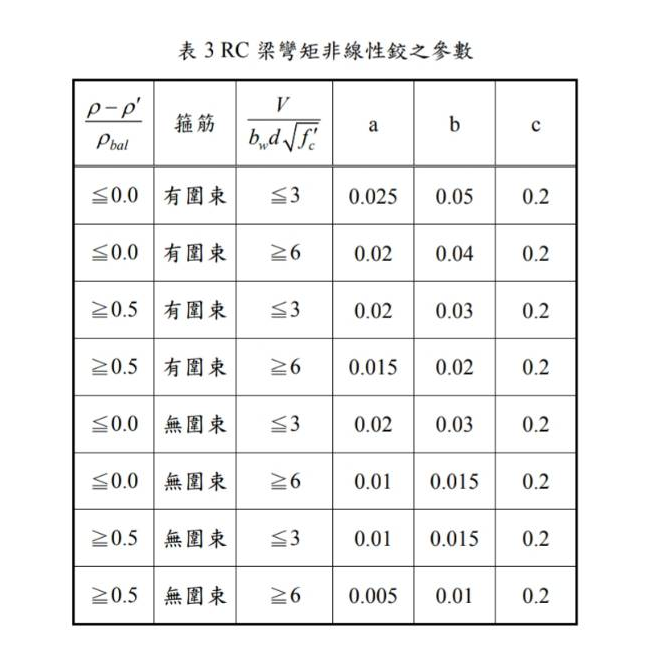 表 3 RC 梁彎矩非線性鉸之參數
(ρ − ρ′)/ρbal 箍筋 V/(bwd√f′c) a b c
≦0.0 有圍束 ≦3 0.025 0.05 0.2
≦0.0 有圍束 ≧6 0.02 0.04 0.2
≧0.5 有圍束 ≦3 0.02 0.03 0.2
≧0.5 有圍束 ≧6 0.015 0.02 0.2
≦0.0 無圍束 ≦3 0.02 0.03 0.2
≦0.0 無圍束 ≧6 0.01 0.015 0.2
≧0.5 無圍束 ≦3 0.01 0.015 0.2
≧0.5 無圍束 ≧6 0.005 0.01 0.2